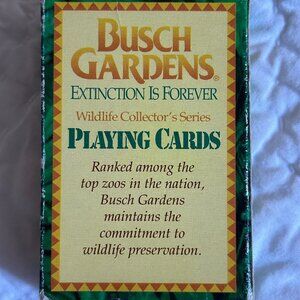 BUSCH
GARDENS®
EXTINCTION IS FOREVER
Wildlife Collector's Series
PLAYING CARDS
Ranked among the
top zoos in the nation,
Busch Gardens
maintains the
commitment to
wildlife preservation.